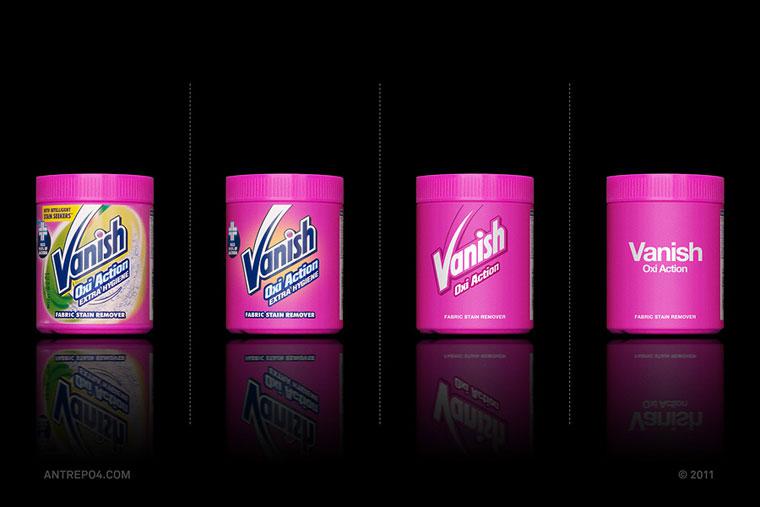 WITH INTELLIGENT
STAIN SEEKERS
Vanish
Oxi Action
EXTRA HYGIENE
FABRIC STAIN REMOVER
Vanish
Oxi Action
EXTRA HYGIENE
FABRIC STAIN REMOVER
Vanish
Oxi Action
FABRIC STAIN REMOVER
Vanish
Oxi Action
FABRIC STAIN REMOVER
ANTREPO4.COM
© 2011